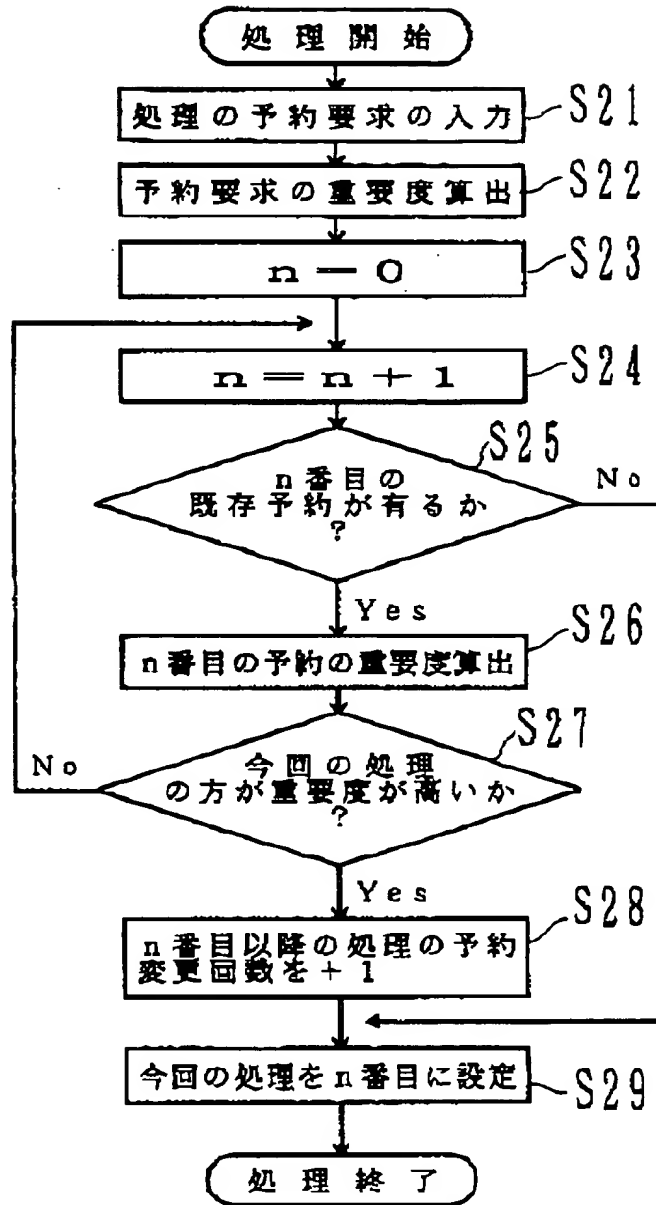 処理開始
処理の予約要求の入力
S21
予約要求の重要度算出
S22
n＝0
S23
n＝n＋1
S24
S25
n番目の
既存予約が有るか
?
No
Yes
S26
n番目の予約の重要度算出
S27
No
今回の処理
の方が重要度が高いか
?
Yes
S28
n番目以降の処理の予約
変更回数を＋1
今回の処理をn番目に設定
S29
処理終了